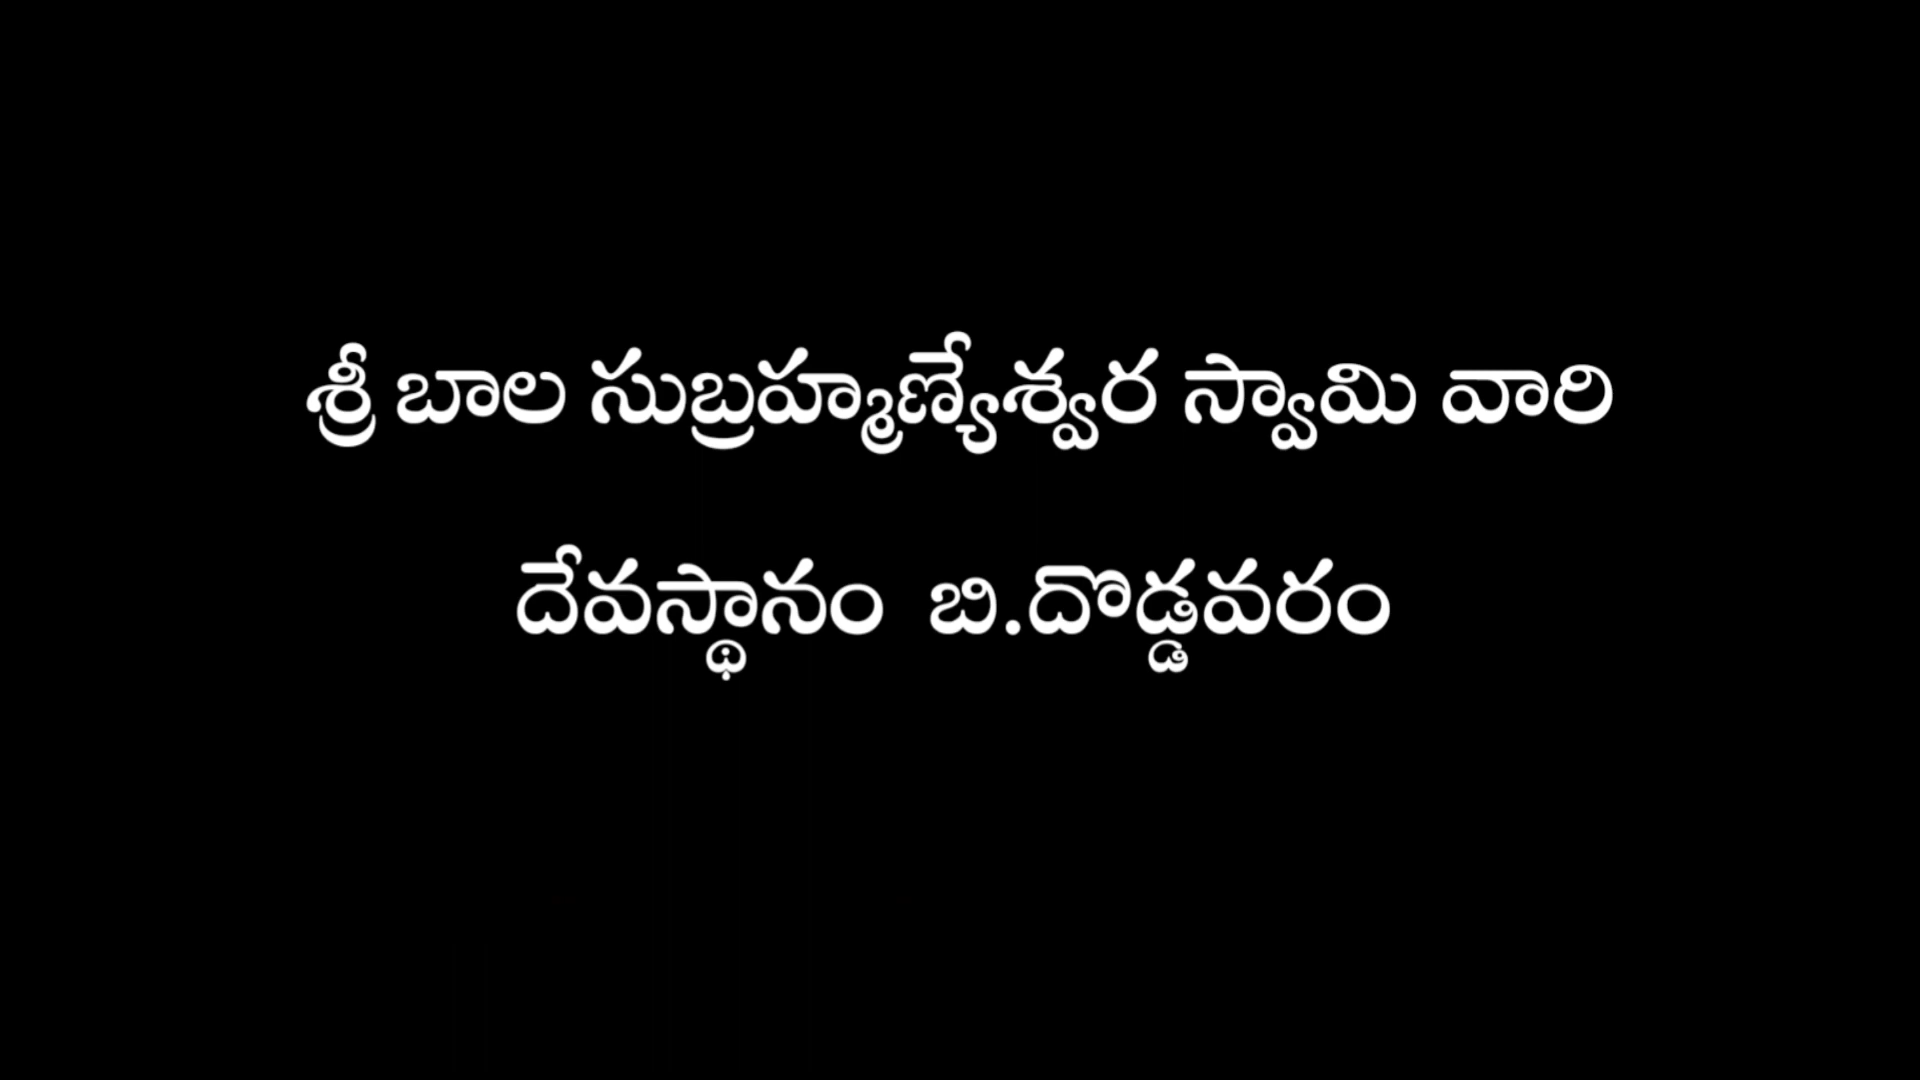 శ్రీ బాల సుబ్రహ్మణ్యేశ్వర స్వామి వారి
దేవస్థానం బి.దొడ్డవరం